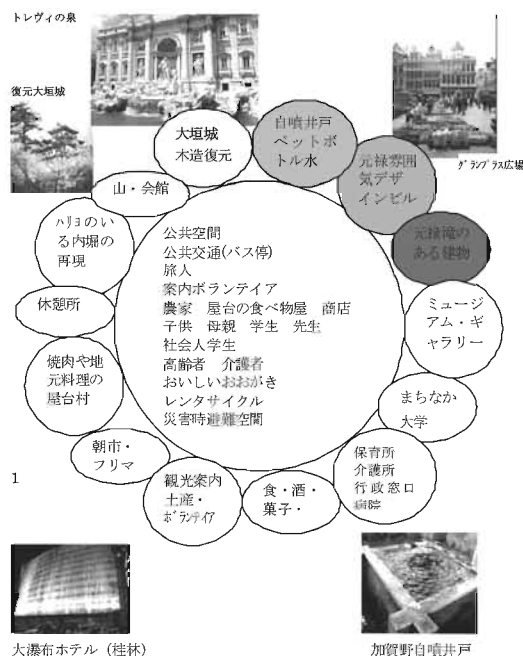 トレヴィの泉
復元大垣城
グランプラス広場
大垣城
木造復元
自噴井戸
ペットボ
トル水
元禄雰囲
気デザ
インビル
元禄滝の
ある建物
山・会館
ハリヨのい
る内堀の
再現
休憩所
焼肉や地
元料理の
屋台村
朝市・
フリマ
観光案内
土産・
ボランテイア
食・酒・
菓子・
保育所
介護所
行政窓口
病院
まちなか
大学
ミュージ
アム・ギ
ャラリー
公共空間
公共交通(バス停)
旅人
案内ボランテイア
農家 屋台の食べ物屋 商店
子供 母親 学生 先生
社会人学生
高齢者 介護者
おいしいおおがき
レンタサイクル
災害時避難空間
1
大瀑布ホテル (桂林)
加賀野自噴井戸